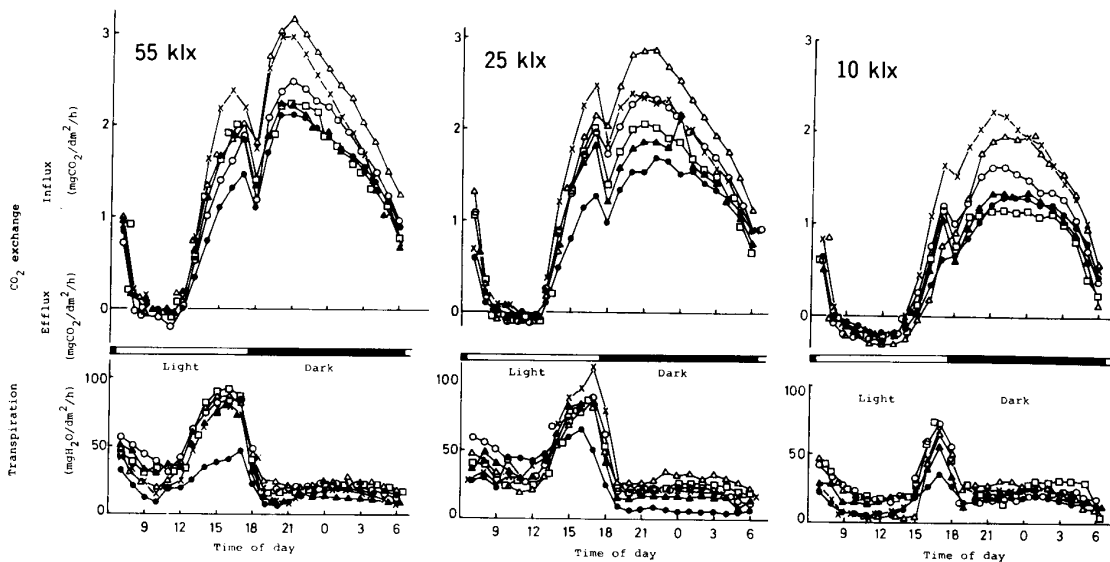 55 klx
25 klx
10 klx
CO2 exchange
Influx
(mgCO2/dm²/h)
Efflux
(mgCO2/dm²/h)
3
2
1
0
3
2
1
0
3
2
1
0
Light
Dark
Light
Dark
Light
Dark
Transpiration
(mgH2O/dm²/h)
100
50
0
100
50
0
100
50
0
9 12 15 18 21 0 3 6
9 12 15 18 21 0 3 6
9 12 15 18 21 0 3 6
Time of day
Time of day
Time of day